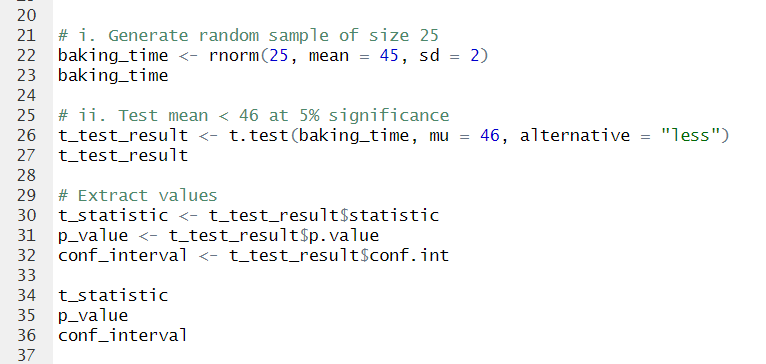 20
21 # i. Generate random sample of size 25
22 baking_time <- rnorm(25, mean = 45, sd = 2)
23 baking_time
24
25 # ii. Test mean < 46 at 5% significance
26 t_test_result <- t.test(baking_time, mu = 46, alternative = "less")
27 t_test_result
28
29 # Extract values
30 t_statistic <- t_test_result$statistic
31 p_value <- t_test_result$p.value
32 conf_interval <- t_test_result$conf.int
33
34 t_statistic
35 p_value
36 conf_interval
37